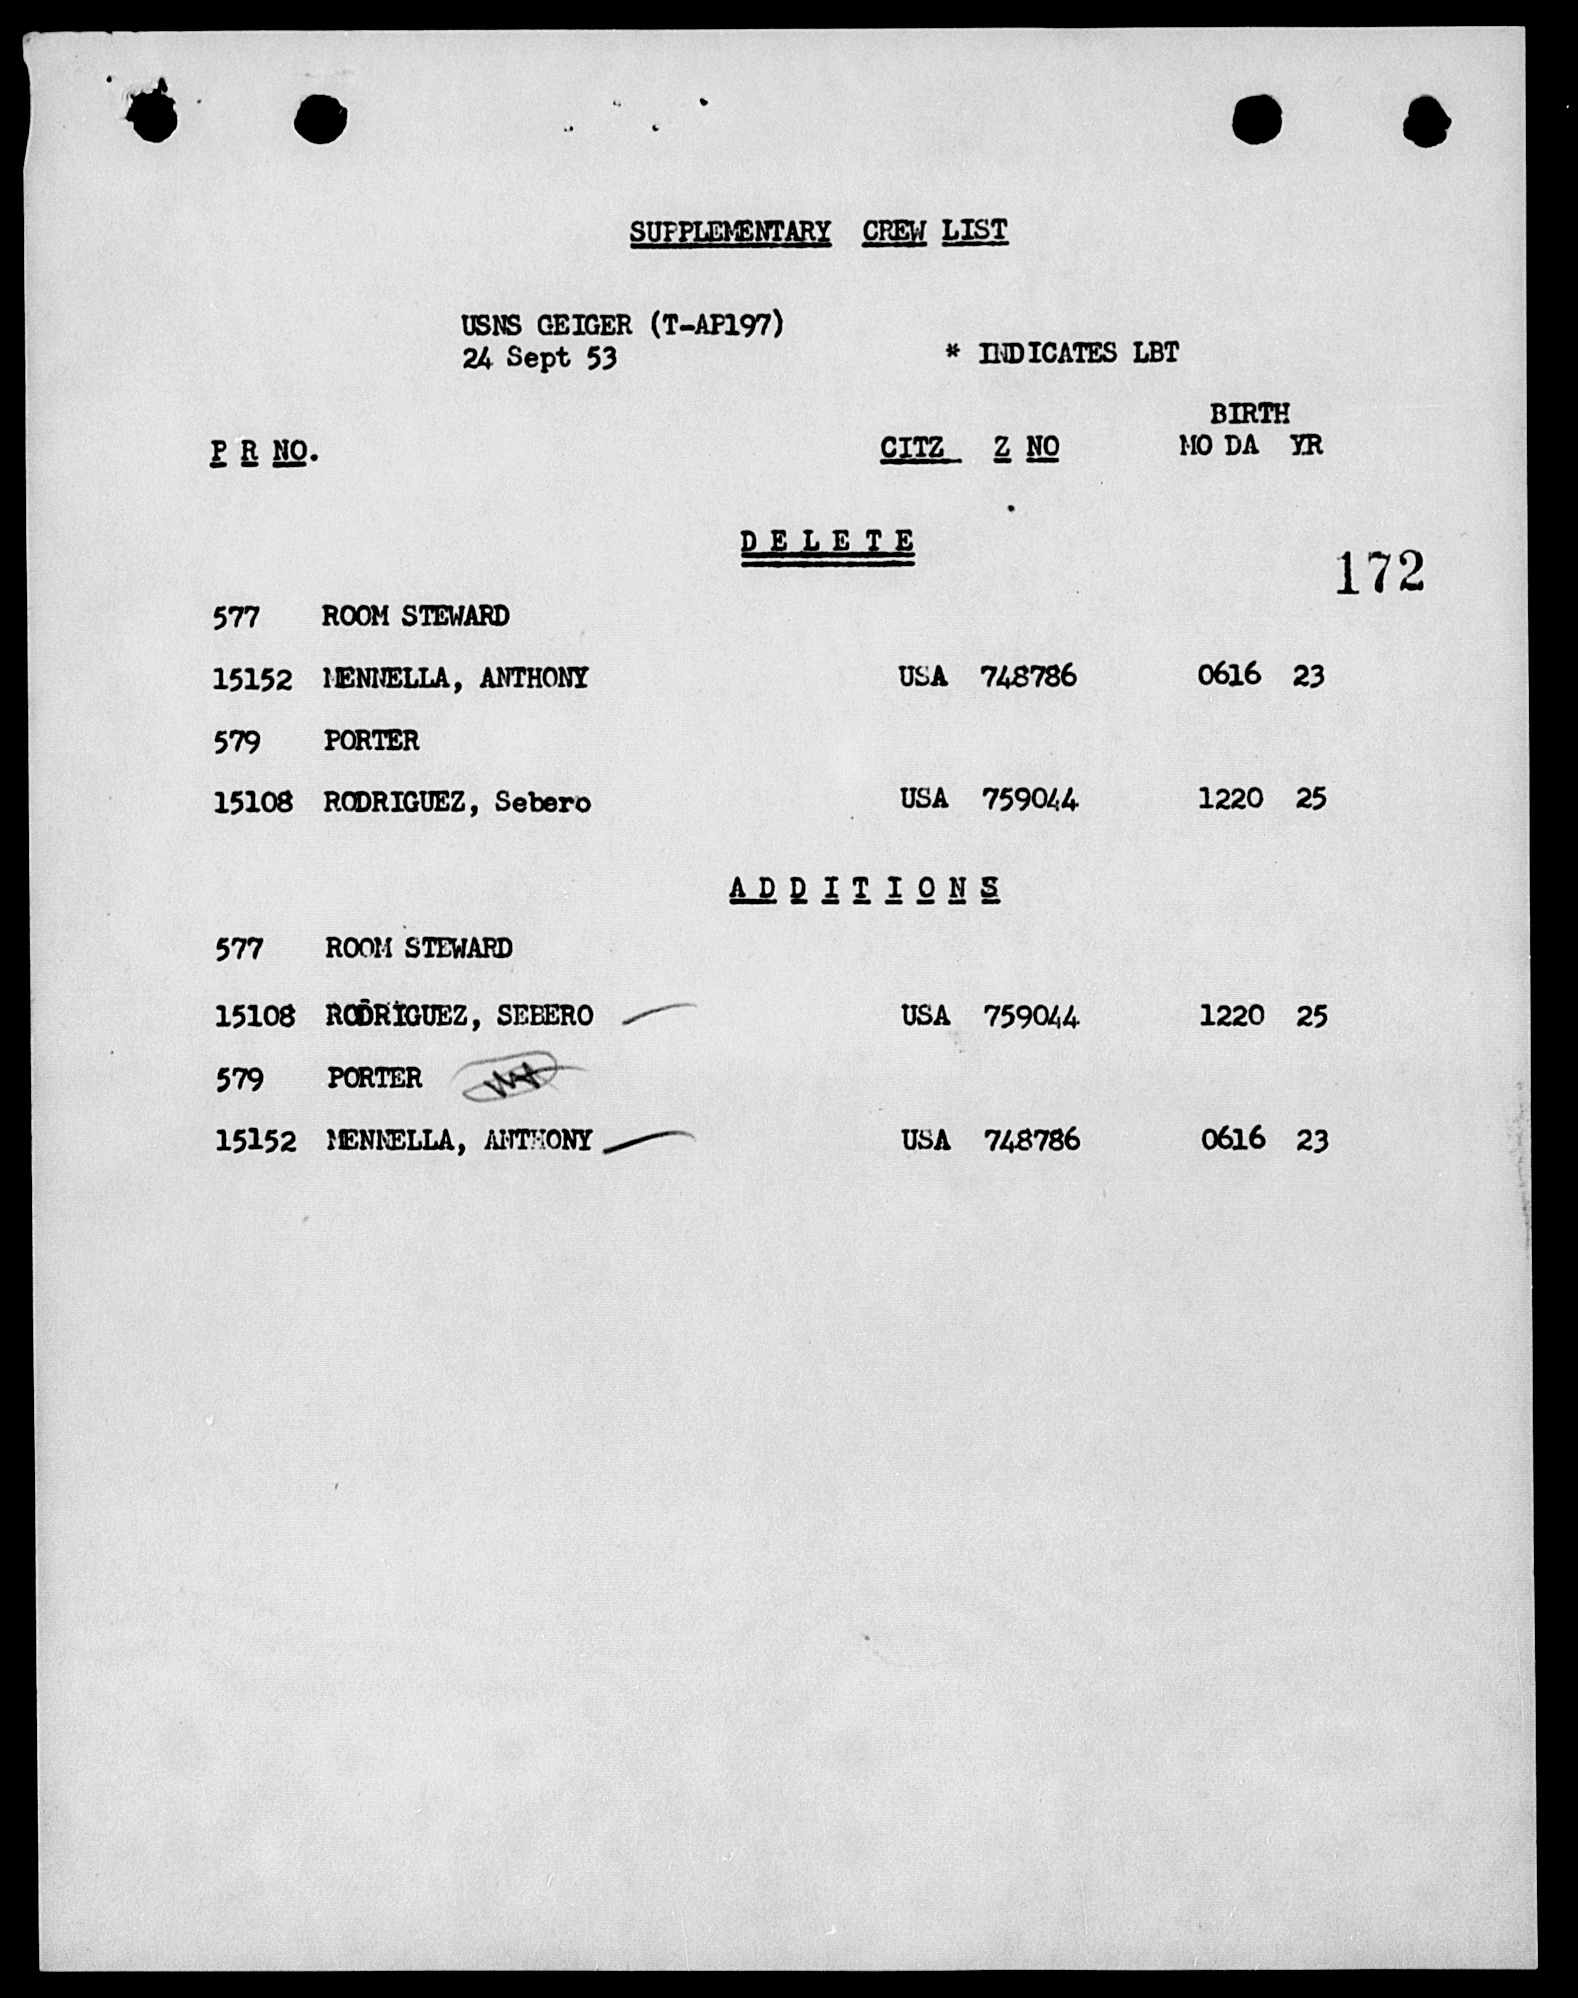 SUPPLEMENTARY CREW LIST
USNS GEIGER (T-AP197)
24 Sept 53
* INDICATES LBT
BIRTH
P R NO. CITZ Z NO MO DA YR
D E L E T E
172
577 ROOM STEWARD
15152 MENNELLA, ANTHONY USA 748786 0616 23
579 PORTER
15108 RODRIGUEZ, Sebero USA 759044 1220 25
A D D I T I O N S
577 ROOM STEWARD
15108 RODRIGUEZ, SEBERO USA 759044 1220 25
579 PORTER
15152 MENNELLA, ANTHONY USA 748786 0616 23